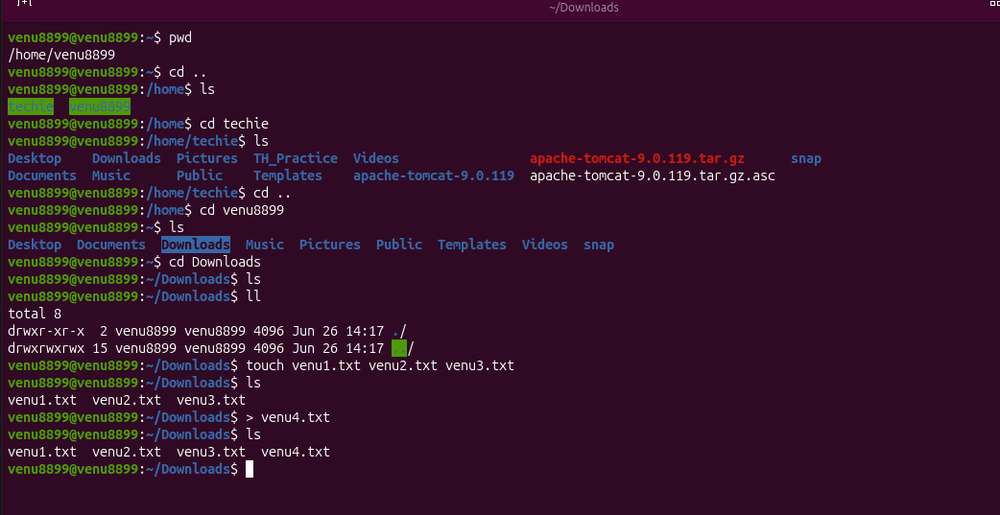 ~/Downloads
venu8899@venu8899:~$ pwd
/home/venu8899
venu8899@venu8899:~$ cd ..
venu8899@venu8899:/home$ ls
techie  venu8899
venu8899@venu8899:/home$ cd techie
venu8899@venu8899:/home/techie$ ls
Desktop    Downloads  Pictures  TH_Practice  Videos                 apache-tomcat-9.0.119.tar.gz      snap
Documents  Music      Public    Templates    apache-tomcat-9.0.119  apache-tomcat-9.0.119.tar.gz.asc
venu8899@venu8899:/home/techie$ cd ..
venu8899@venu8899:/home$ cd venu8899
venu8899@venu8899:~$ ls
Desktop  Documents  Downloads  Music  Pictures  Public  Templates  Videos  snap
venu8899@venu8899:~$ cd Downloads
venu8899@venu8899:~/Downloads$ ls
venu8899@venu8899:~/Downloads$ ll
total 8
drwxr-xr-x  2 venu8899 venu8899 4096 Jun 26 14:17 ./
drwxrwxrwx 15 venu8899 venu8899 4096 Jun 26 14:17 ../
venu8899@venu8899:~/Downloads$ touch venu1.txt venu2.txt venu3.txt
venu8899@venu8899:~/Downloads$ ls
venu1.txt  venu2.txt  venu3.txt
venu8899@venu8899:~/Downloads$ > venu4.txt
venu8899@venu8899:~/Downloads$ ls
venu1.txt  venu2.txt  venu3.txt  venu4.txt
venu8899@venu8899:~/Downloads$